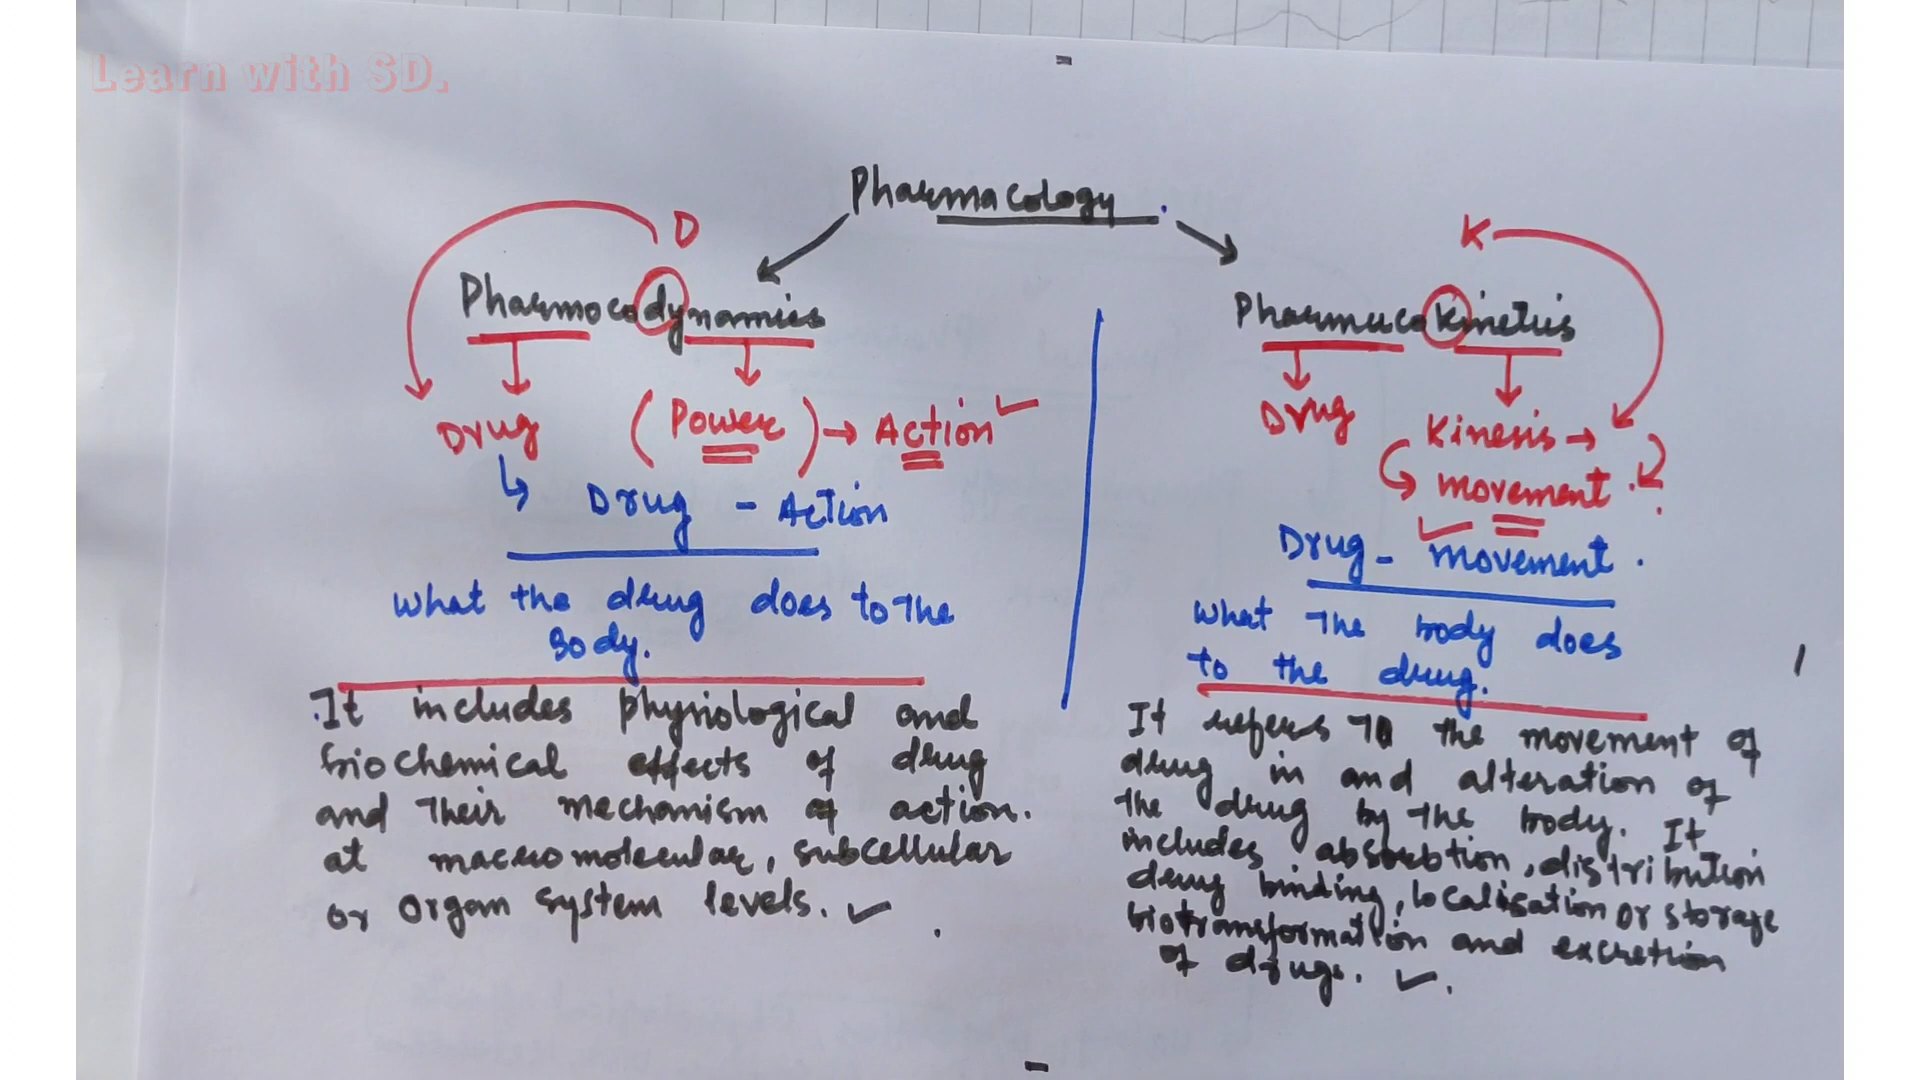 Learn with SD.
Pharmacology
D
Pharmocodynamics
Drug (Power) → Action ✓
↳ Drug - Action
what the drug does to the
Body.
It includes physiological and
biochemical effects of drug
and their mechanism of action.
at macromolecular, subcellular
or organ system levels. ✓
K
Pharmucokinetics
Drug Kinesis →
movement.
Drug - movement.
what the body does
to the drug.
It refers to the movement of
drug in and alteration of
the drug by the body. It
includes absorbtion, distribution
drug binding, localisation or storage
biotransformation and excretion
of drugs. ✓.